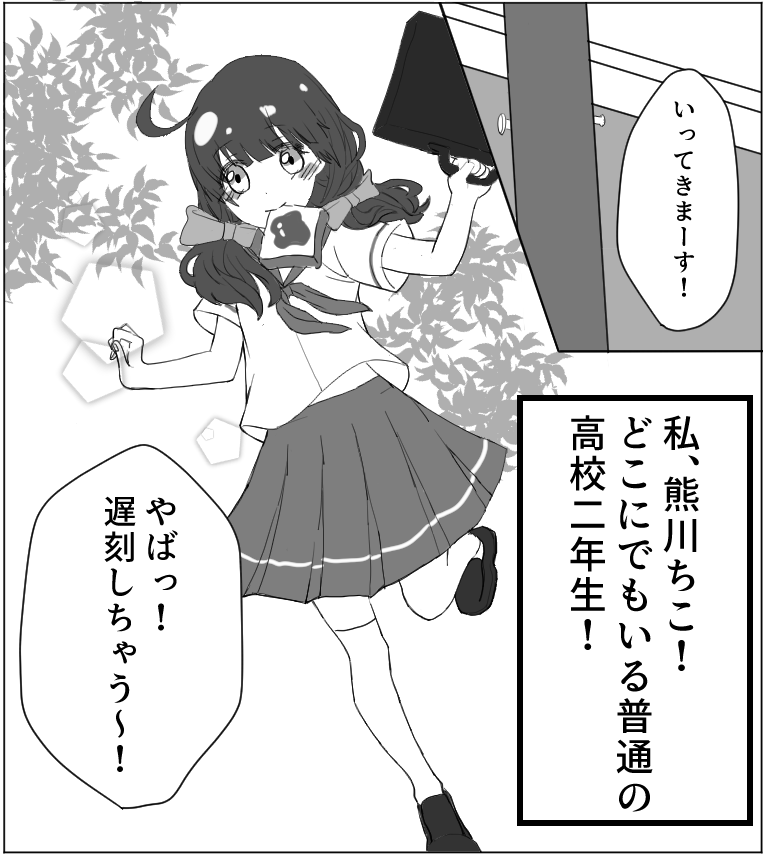 いってきまーす！
私、熊川ちこ！
どこにでもいる普通の
高校二年生！
やばっ！
遅刻しちゃう～！